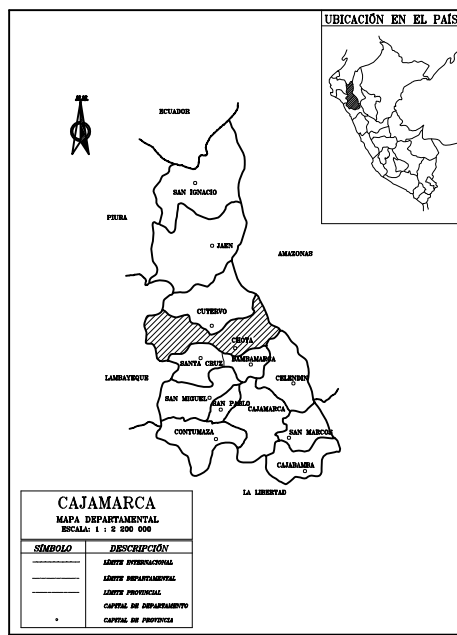 UBICACIÓN EN EL PAÍS
ECUADOR
SAN IGNACIO
PIURA
JAEN
AMAZONAS
CUTERVO
CHOTA
SANTA CRUZ
BAMBAMARCA
LAMBAYEQUE
CELENDIN
SAN MIGUEL
SAN PABLO
CAJAMARCA
CONTUMAZA
SAN MARCOS
CAJABAMBA
LA LIBERTAD
CAJAMARCA
MAPA DEPARTAMENTAL
ESCALA: 1 : 2 200 000
SÍMBOLO DESCRIPCIÓN
LÍMITE INTERNACIONAL
LÍMITE DEPARTAMENTAL
LÍMITE PROVINCIAL
CAPITAL DE DEPARTAMENTO
CAPITAL DE PROVINCIA